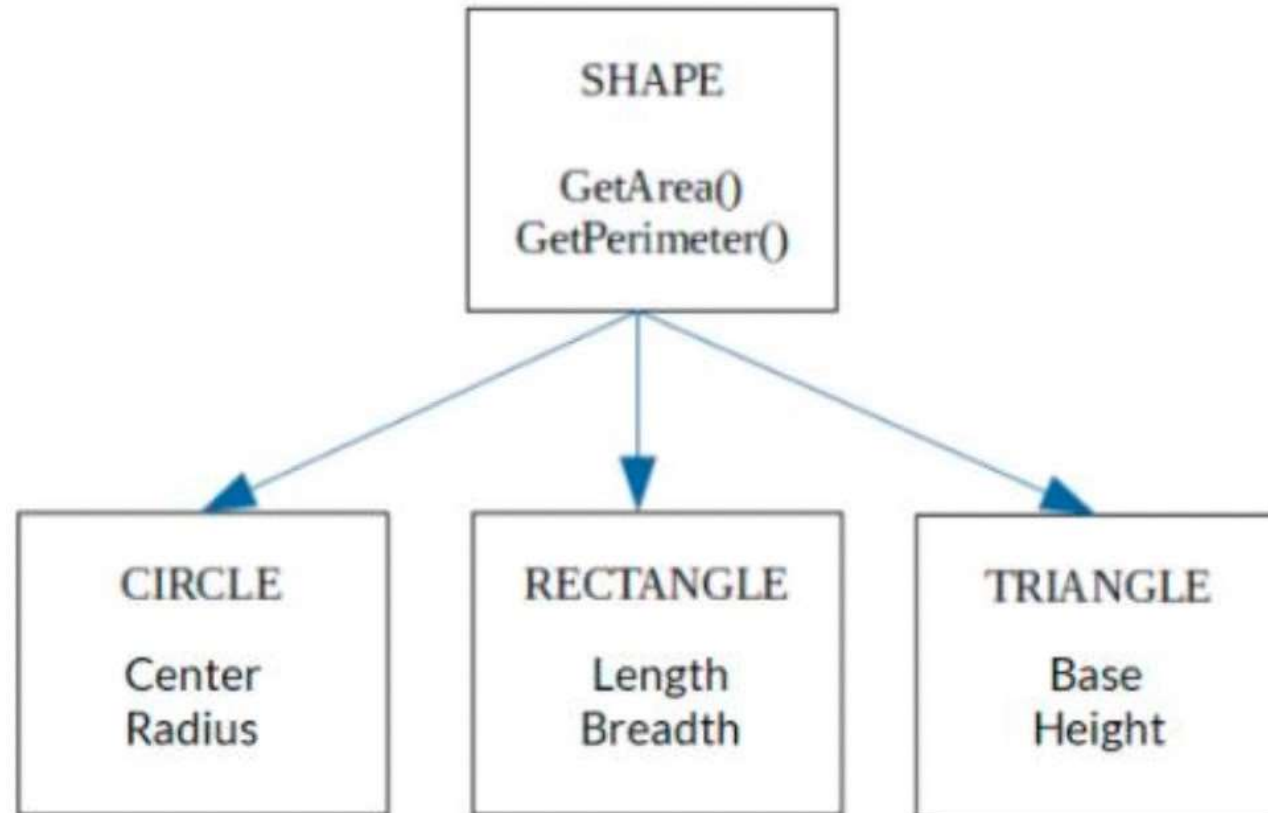 SHAPE
GetArea()
GetPerimeter()
CIRCLE
Center
Radius
RECTANGLE
Length
Breadth
TRIANGLE
Base
Height